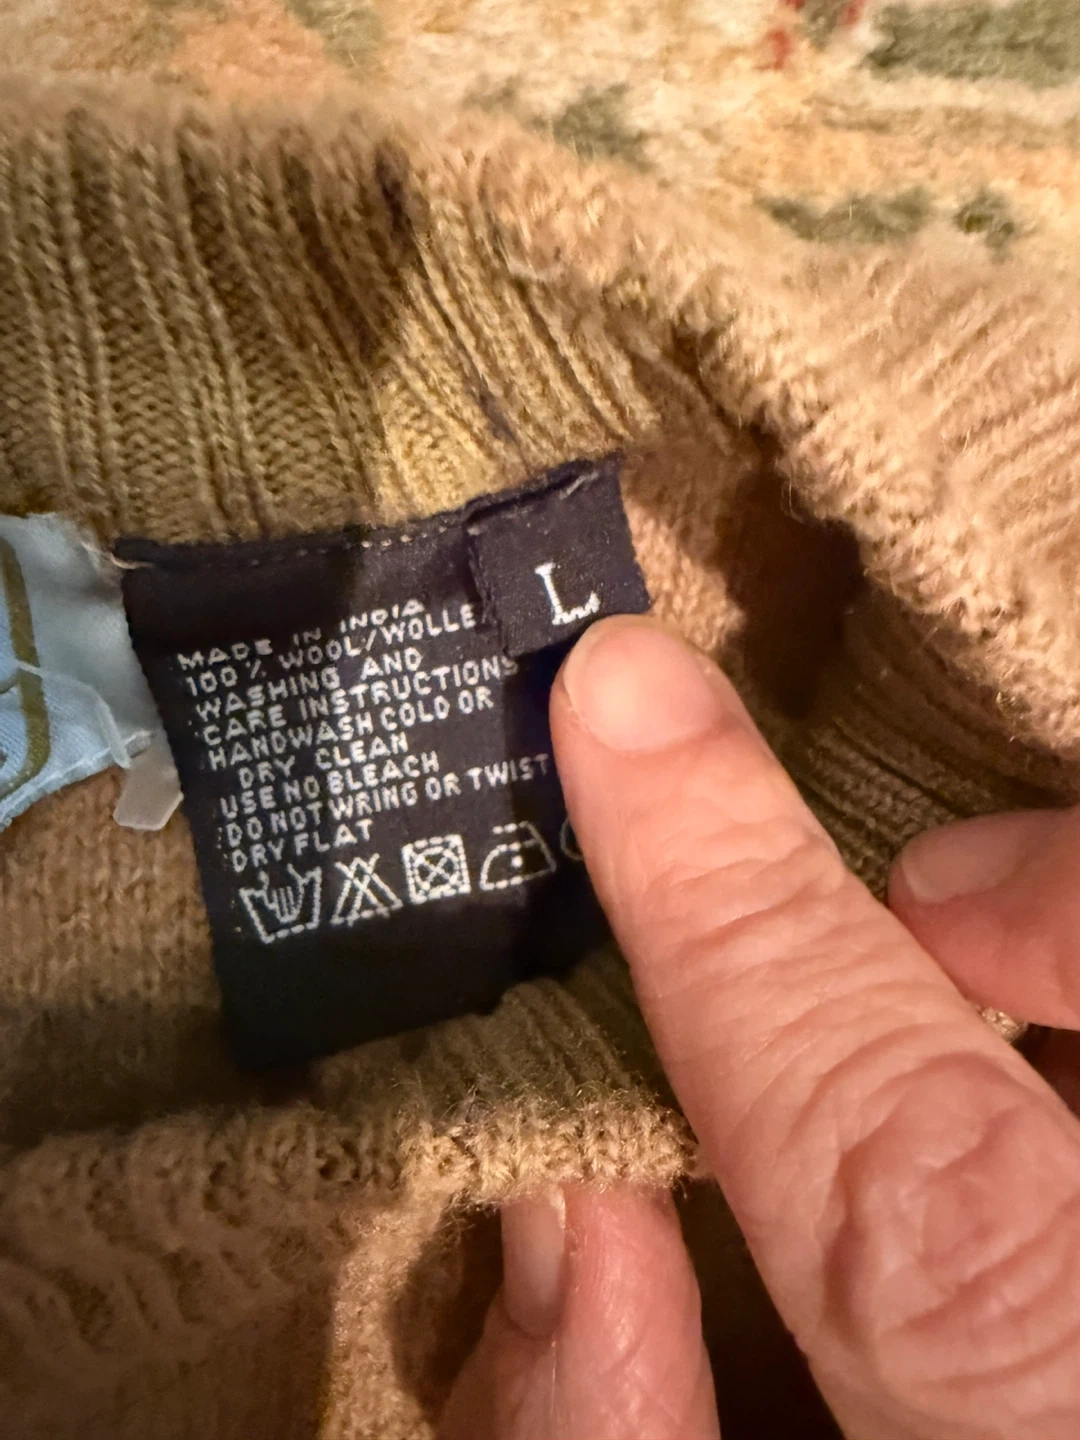 L
MADE IN INDIA
100% WOOL/WOLLE
WASHING AND
CARE INSTRUCTIONS
HANDWASH COLD OR
DRY CLEAN
USE NO BLEACH
DO NOT WRING OR TWIST
DRY FLAT